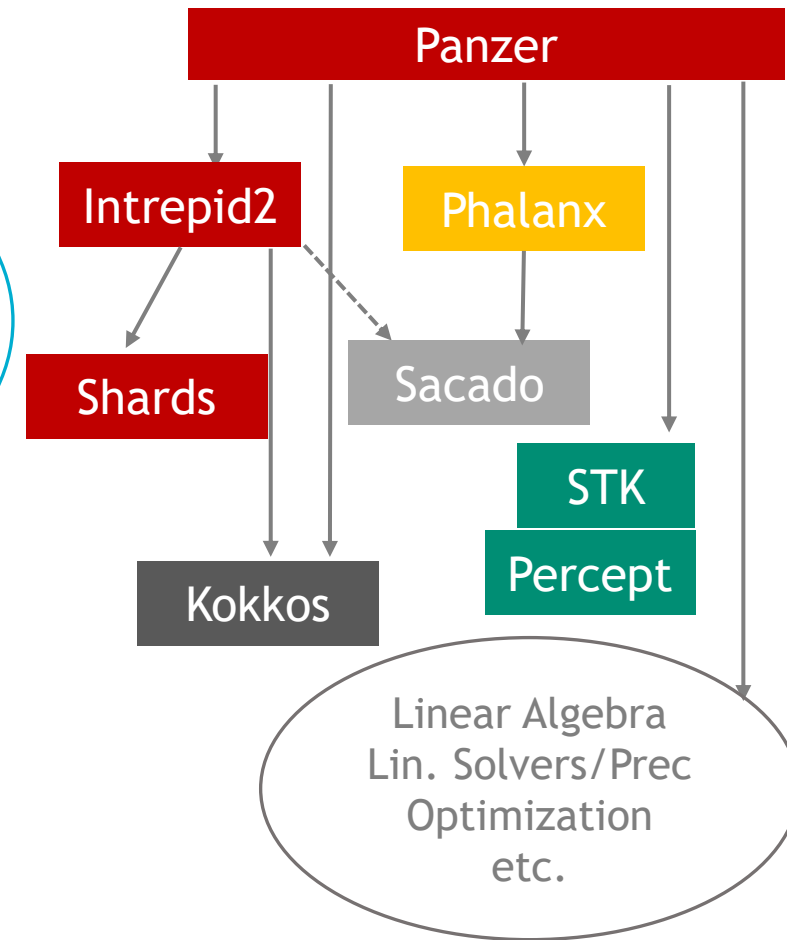 Panzer
Intrepid2
Phalanx
Shards
Sacado
STK
Percept
Kokkos
Linear Algebra
Lin. Solvers/Prec
Optimization
etc.